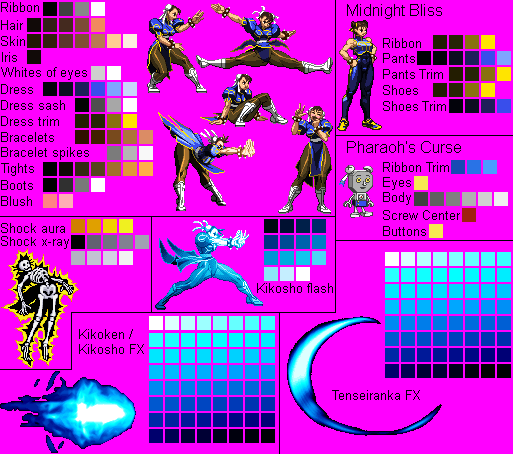 Ribbon
Hair
Skin
Iris
Whites of eyes
Dress
Dress sash
Dress trim
Bracelets
Bracelet spikes
Tights
Boots
Blush
Midnight Bliss
Ribbon
Pants
Pants Trim
Shoes
Shoes Trim
Pharaoh's Curse
Ribbon Trim
Eyes
Body
Screw Center
Buttons
Shock aura
Shock x-ray
Kikosho flash
Kikoken /
Kikosho FX
Tenseiranka FX